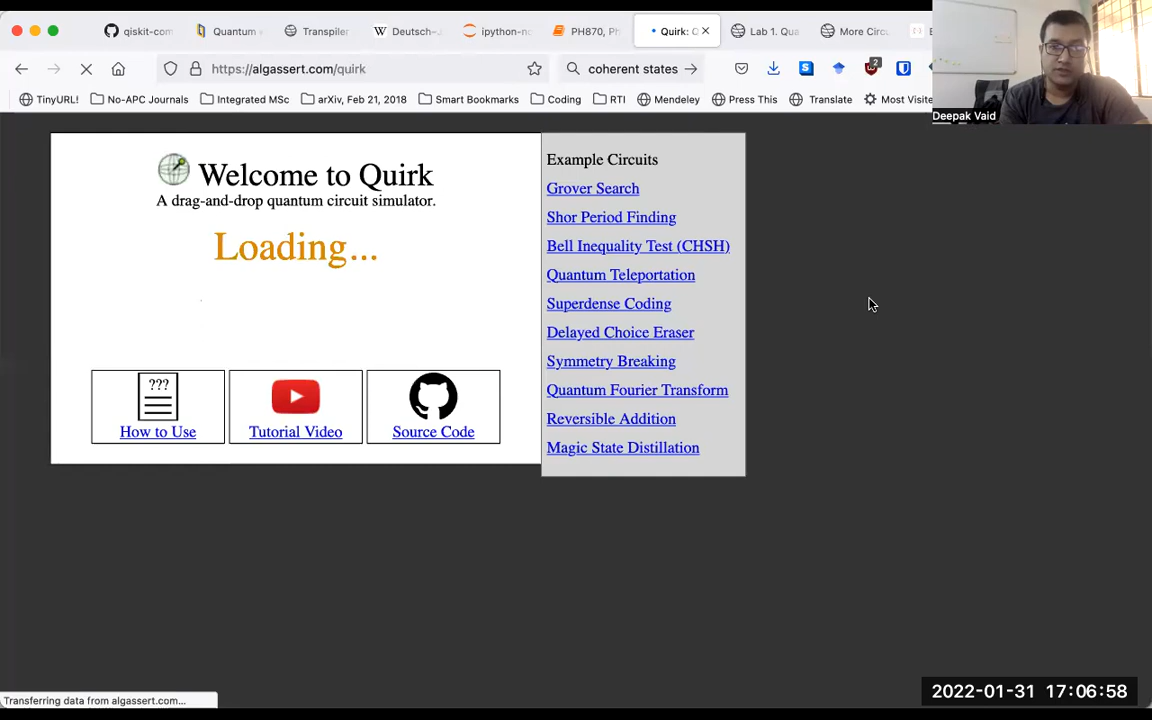 qiskit-com
Quantum
Transpiler
Deutsch-J
ipython-no
PH870, Ph
Quirk: Q
Lab 1. Qua
More Circu
https://algassert.com/quirk
coherent states
2
TinyURL!
No-APC Journals
Integrated MSc
arXiv, Feb 21, 2018
Smart Bookmarks
Coding
RTI
Mendeley
Press This
Translate
Most Visite
Deepak Vaid
Welcome to Quirk
A drag-and-drop quantum circuit simulator.
Loading...
???
How to Use
Tutorial Video
Source Code
Example Circuits
Grover Search
Shor Period Finding
Bell Inequality Test (CHSH)
Quantum Teleportation
Superdense Coding
Delayed Choice Eraser
Symmetry Breaking
Quantum Fourier Transform
Reversible Addition
Magic State Distillation
Transferring data from algassert.com...
2022-01-31 17:06:58